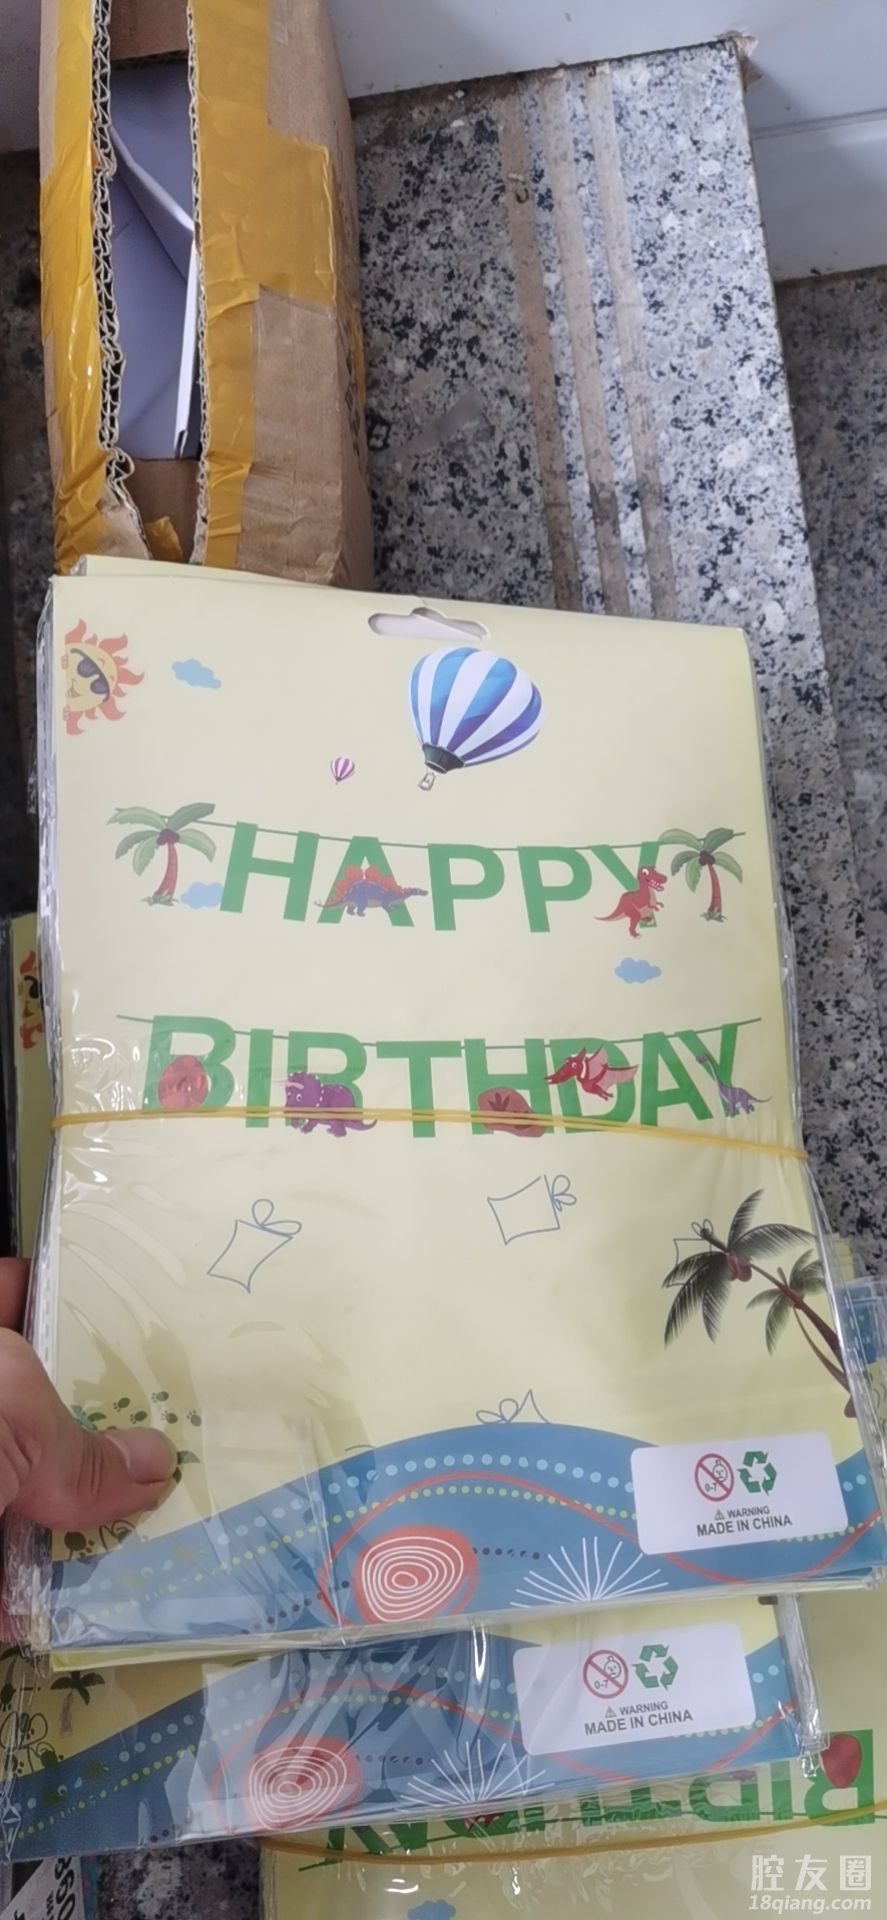 HAPPY
BIRTHDAY
0-7
WARNING
MADE IN CHINA
0-7
WARNING
MADE IN CHINA
BIRTHDAY
腔友圈
18qiang.com